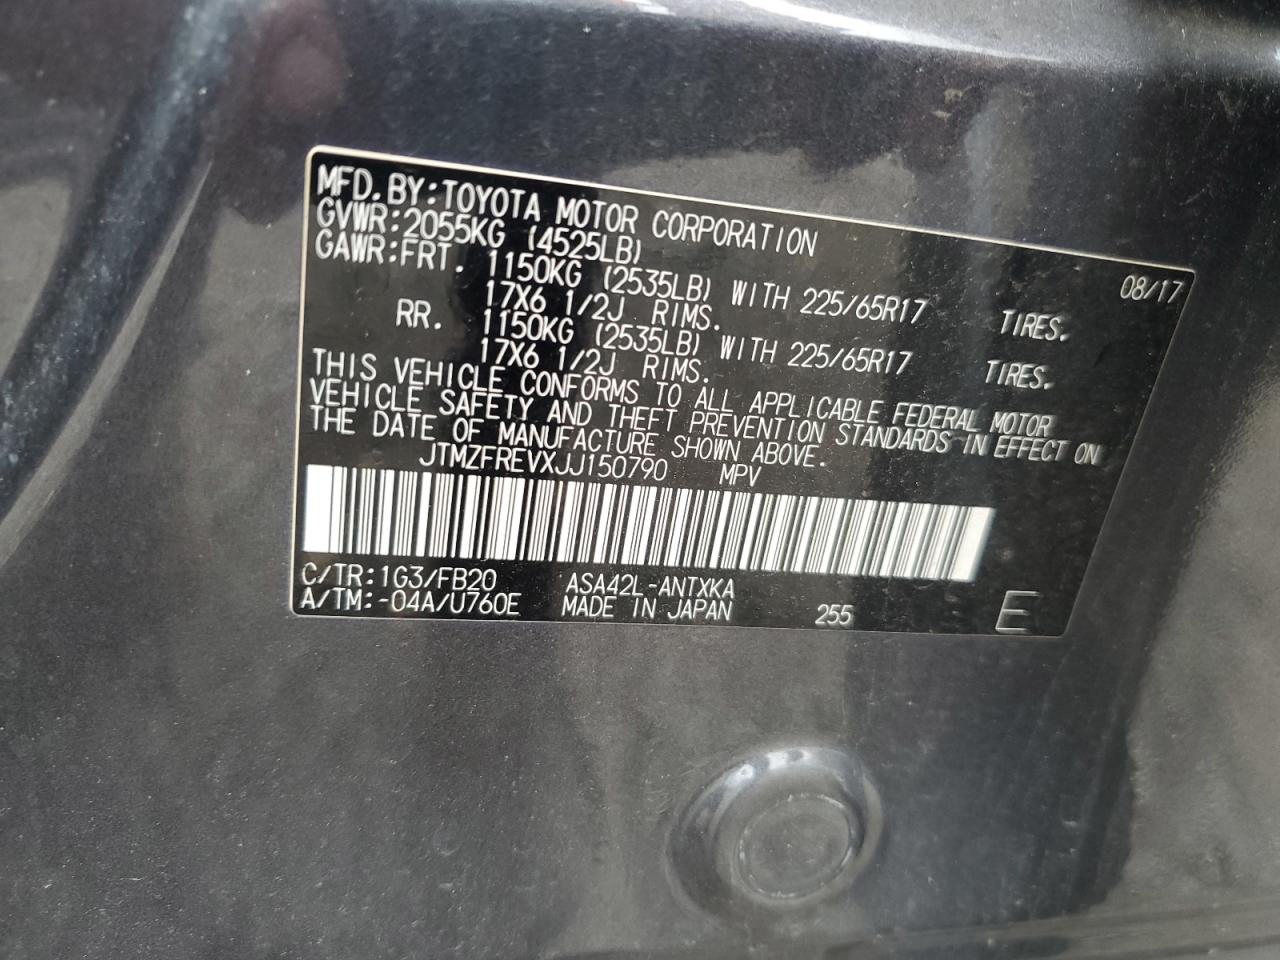 MFD. BY: TOYOTA MOTOR CORPORATION 08/17
GVWR: 2055KG (4525LB)
GAWR: FRT. 1150KG (2535LB) WITH 225/65R17 TIRES.
17X6 1/2J RIMS.
RR. 1150KG (2535LB) WITH 225/65R17 TIRES.
17X6 1/2J RIMS.
THIS VEHICLE CONFORMS TO ALL APPLICABLE FEDERAL MOTOR
VEHICLE SAFETY AND THEFT PREVENTION STANDARDS IN EFFECT ON
THE DATE OF MANUFACTURE SHOWN ABOVE.
JTMZFREVXJJ150790 MPV
C/TR: 1G3/FB20 ASA42L-ANTXKA
A/TM: -04A/U760E MADE IN JAPAN 255 E